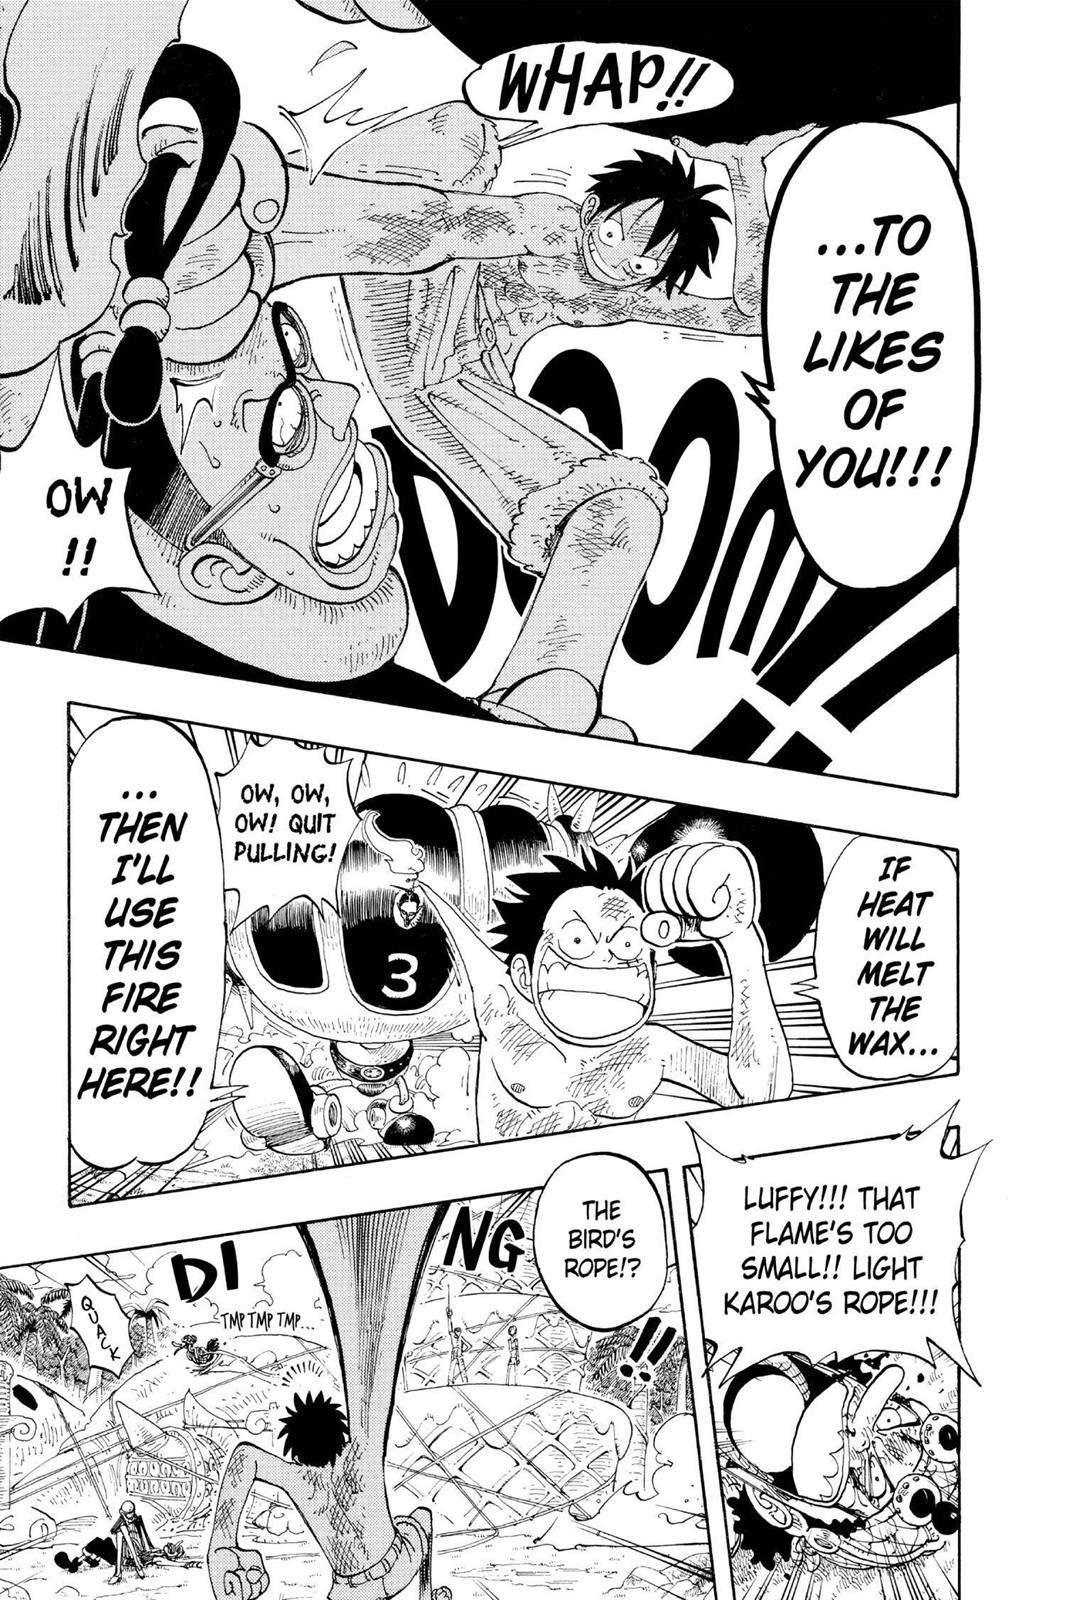 WHAP!!
...TO
THE
LIKES
OF
YOU!!!
OW
!!
DOOM!!
!!
IF
HEAT
WILL
MELT
THE
WAX...
OW, OW,
OW! QUIT
PULLING!
3
...
THEN
I'LL
USE
THIS
FIRE
RIGHT
HERE!!
LUFFY!!! THAT
FLAME'S TOO
SMALL!! LIGHT
KAROO'S ROPE!!!
THE
BIRD'S
ROPE!?
!!
DING
TMP TMP TMP...
QUACK